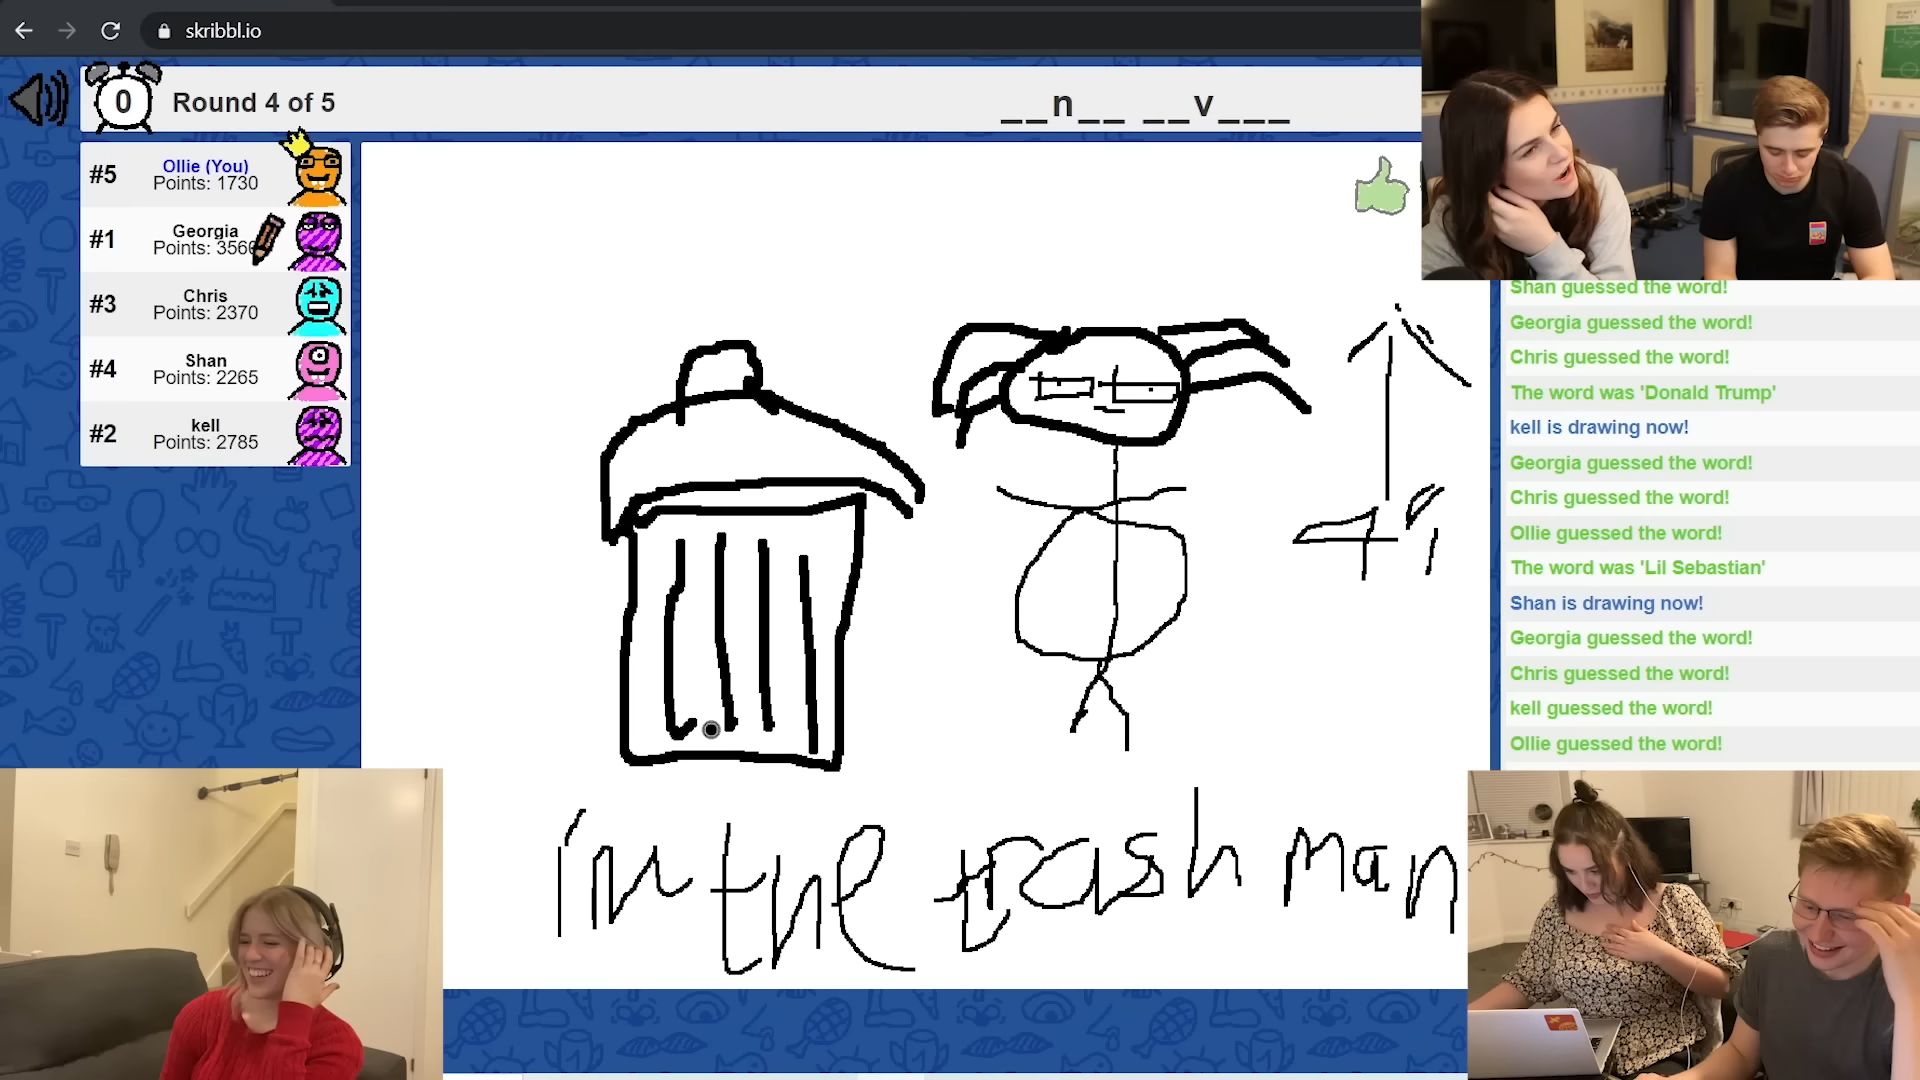 skribbl.io
0
Round 4 of 5
__n__ __v___
#5
Ollie (You)
Points: 1730
#1
Georgia
Points: 3566
#3
Chris
Points: 2370
#4
Shan
Points: 2265
#2
kell
Points: 2785
4"
im the trash man
Shan guessed the word!
Georgia guessed the word!
Chris guessed the word!
The word was 'Donald Trump'
kell is drawing now!
Georgia guessed the word!
Chris guessed the word!
Ollie guessed the word!
The word was 'Lil Sebastian'
Shan is drawing now!
Georgia guessed the word!
Chris guessed the word!
kell guessed the word!
Ollie guessed the word!